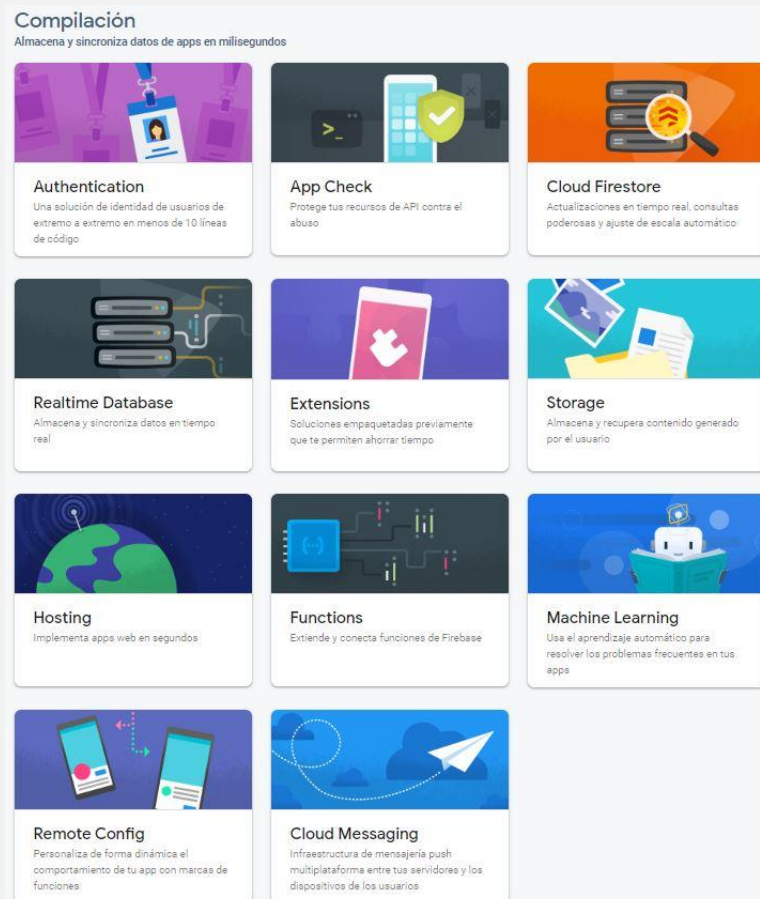 Compilación
Almacena y sincroniza datos de apps en milisegundos
Authentication
Una solución de identidad de usuarios de
extremo a extremo en menos de 10 líneas
de código
App Check
Protege tus recursos de API contra el
abuso
Cloud Firestore
Actualizaciones en tiempo real, consultas
poderosas y ajuste de escala automático
Realtime Database
Almacena y sincroniza datos en tiempo
real
Extensions
Soluciones empaquetadas previamente
que te permiten ahorrar tiempo
Storage
Almacena y recupera contenido generado
por el usuario
Hosting
Implementa apps web en segundos
Functions
Extiende y conecta funciones de Firebase
Machine Learning
Usa el aprendizaje automático para
resolver los problemas frecuentes en tus
apps
Remote Config
Personaliza de forma dinámica el
comportamiento de tu app con marcas de
funciones
Cloud Messaging
Infraestructura de mensajería push
multiplataforma entre tus servidores y los
dispositivos de los usuarios